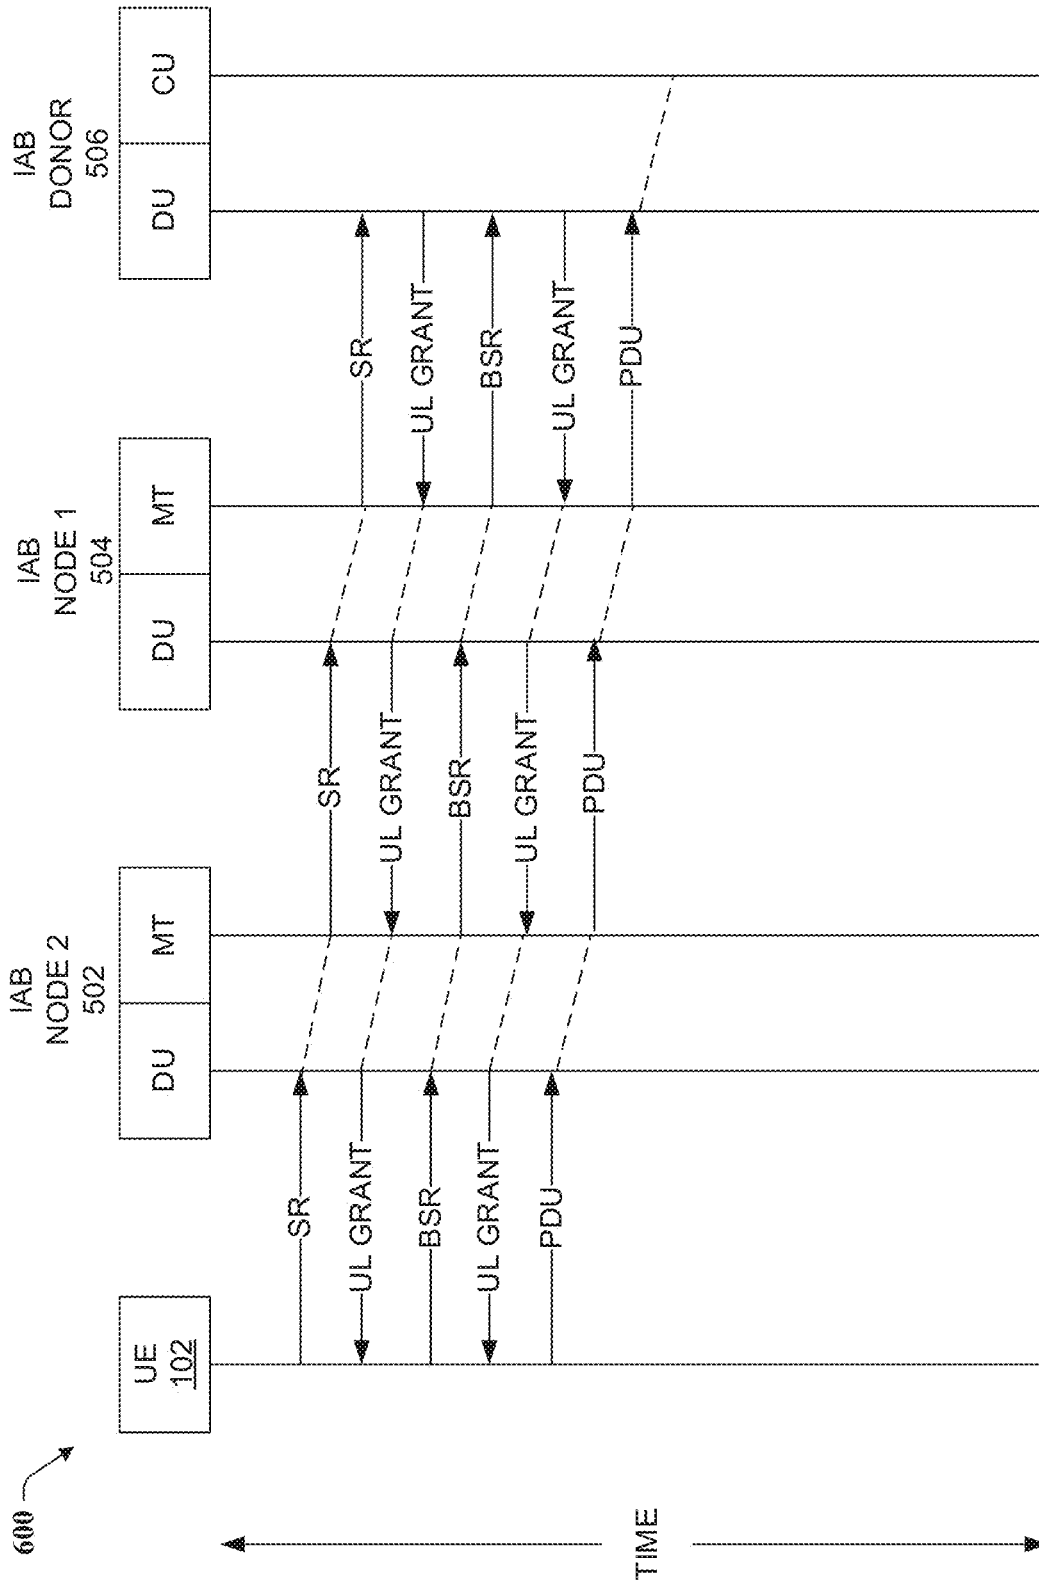 600
UE
102
IAB
NODE 2
502
DU
MT
IAB
NODE 1
504
DU
MT
IAB
DONOR
506
DU
CU
SR
SR
SR
UL GRANT
UL GRANT
UL GRANT
BSR
BSR
BSR
UL GRANT
UL GRANT
UL GRANT
PDU
PDU
PDU
TIME